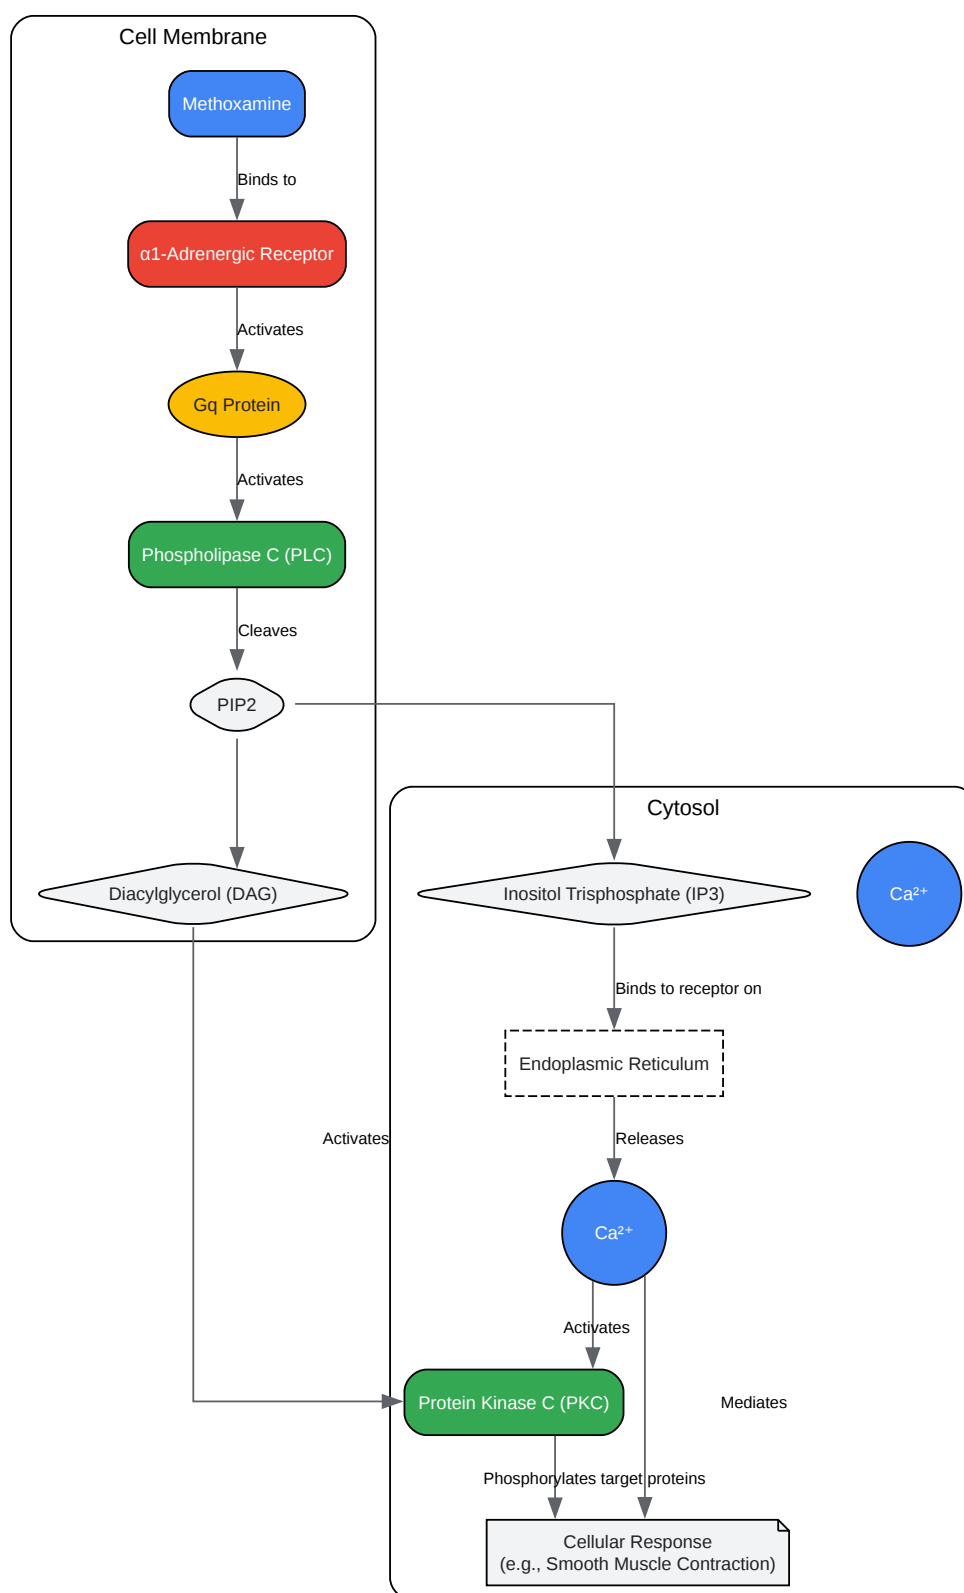 Cell Membrane
Methoxamine
Binds to
α1-Adrenergic Receptor
Activates
Gq Protein
Activates
Phospholipase C (PLC)
Cleaves
PIP2
Cytosol
Diacylglycerol (DAG)
Inositol Trisphosphate (IP3)
Ca²⁺
Binds to receptor on
Endoplasmic Reticulum
Activates
Releases
Ca²⁺
Activates
Protein Kinase C (PKC)
Mediates
Phosphorylates target proteins
Cellular Response
(e.g., Smooth Muscle Contraction)